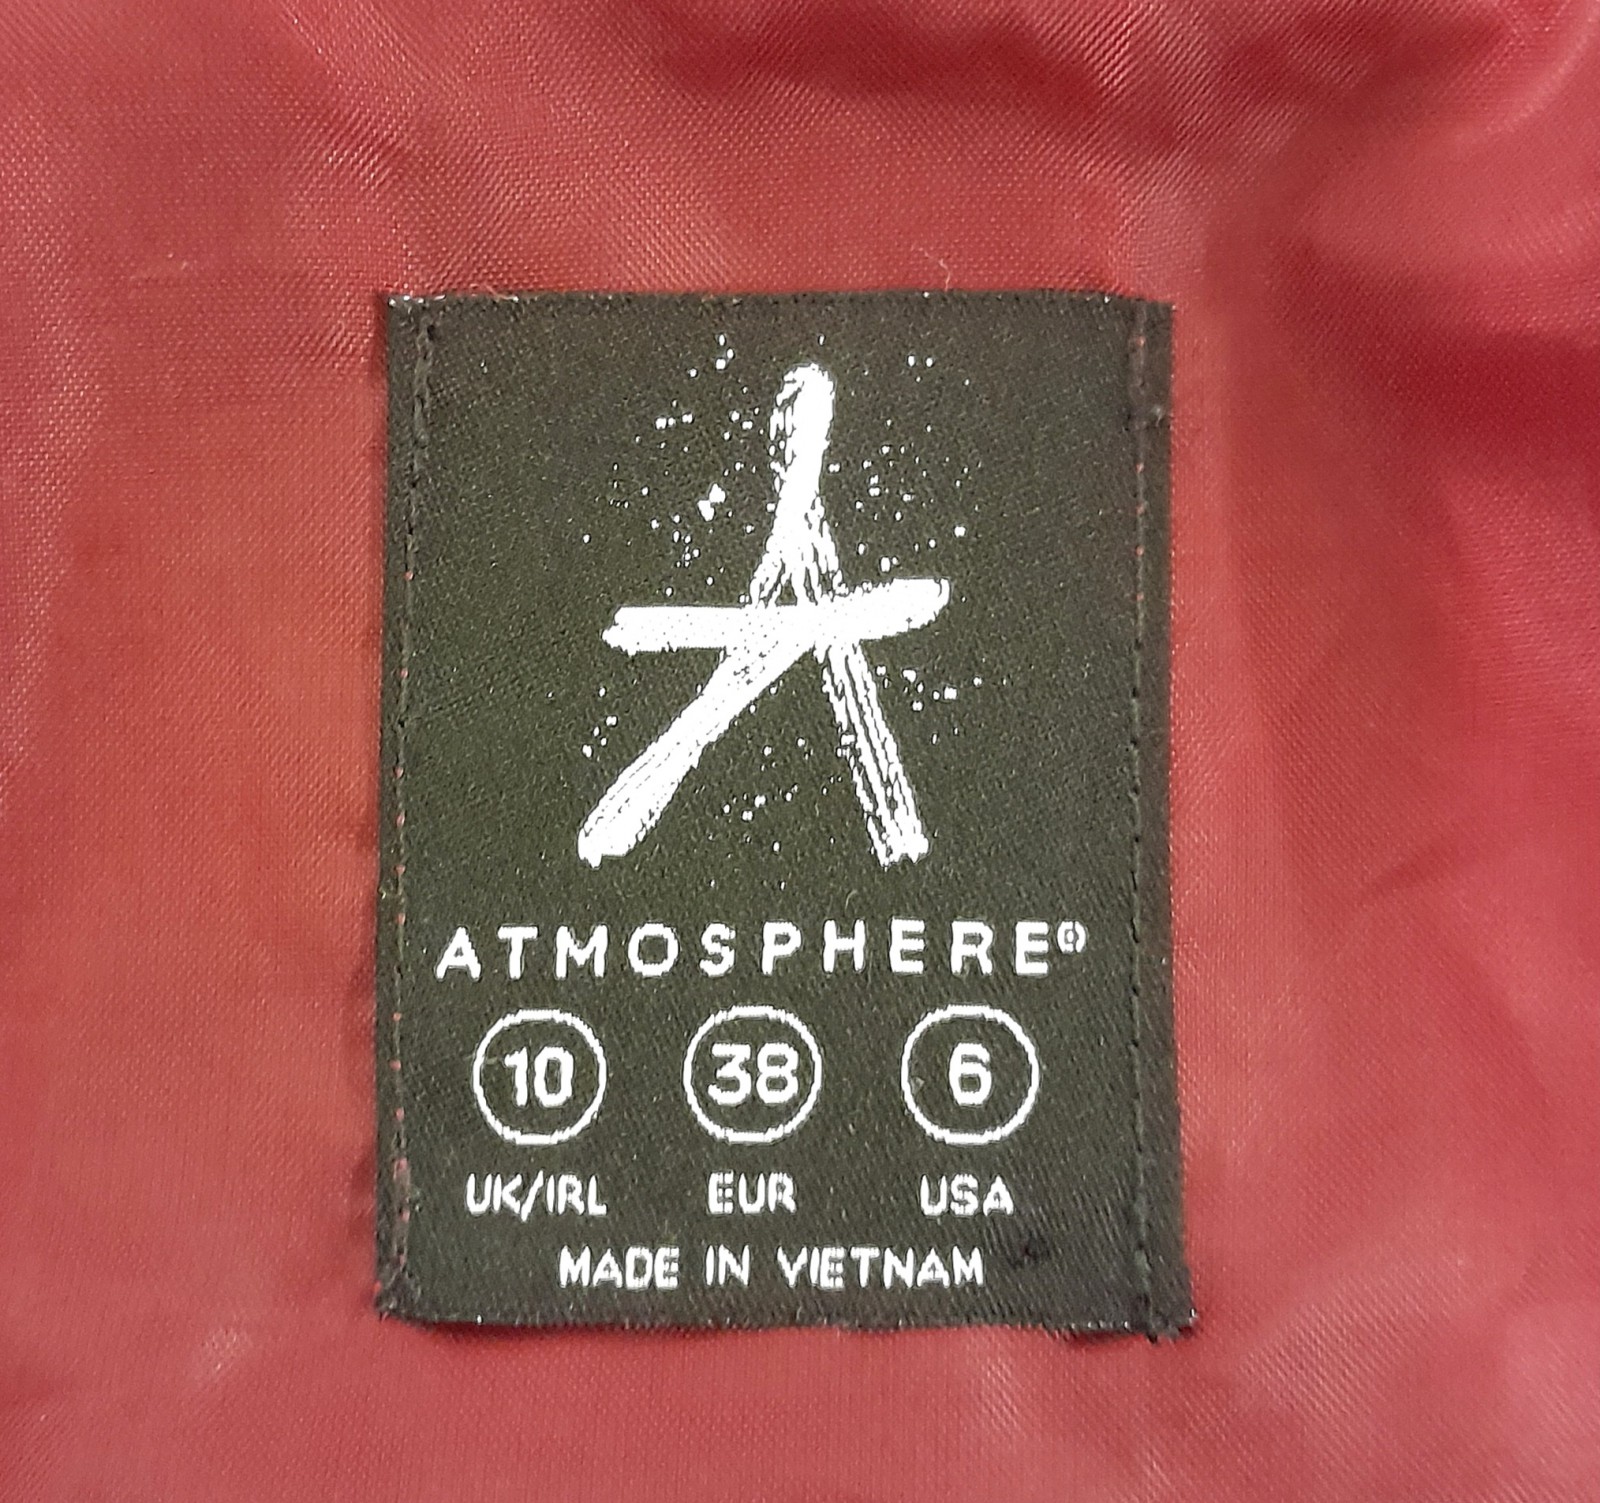 ATMOSPHERE®
10 38 6
UK/IRL EUR USA
MADE IN VIETNAM